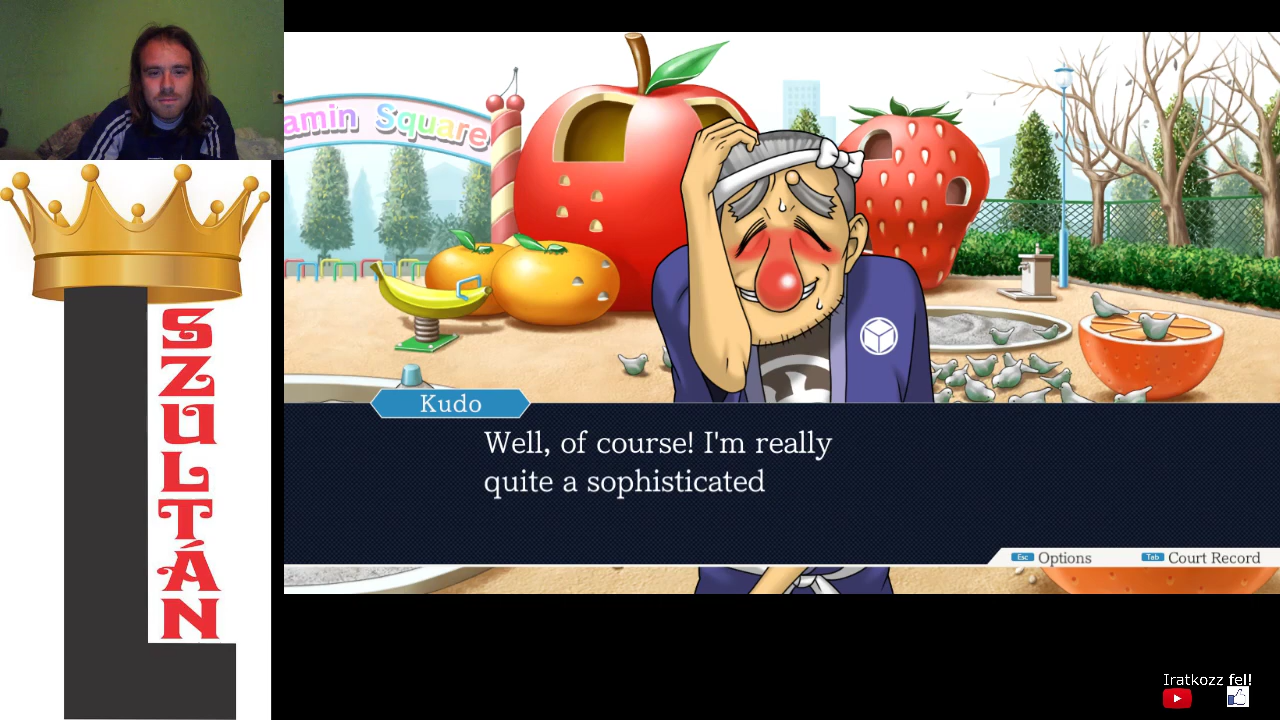 amin Square
L
SZULTÁN
Kudo
Well, of course! I'm really
quite a sophisticated
Esc Options
Tab Court Record
Iratkozz fel!